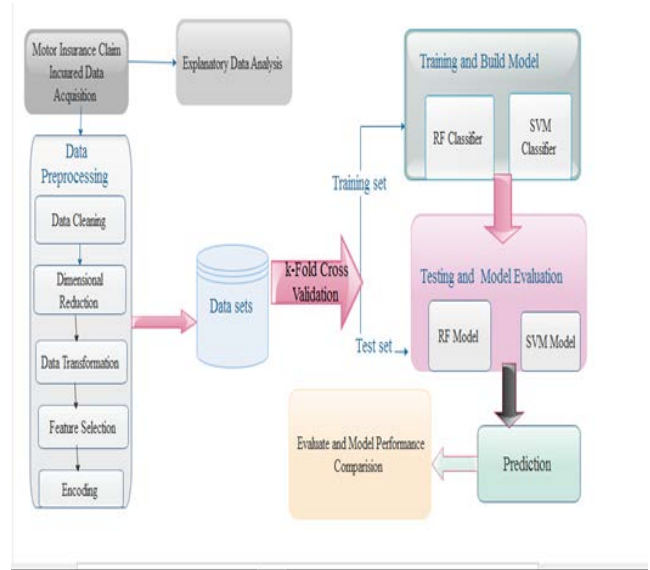 Motor Insurance Claim
Incuared Data
Acquisition
Explanatory Data Analysis
Data
Preprocessing
Data Cleaning
Dimensional
Reduction
Data Transformation
Feature Selection
Encoding
Data sets
k-Fold Cross
Validation
Training set
Test set
Training and Build Model
RF Classifier
SVM
Classifier
Testing and Model Evaluation
RF Model
SVM Model
Prediction
Evaluate and Model Performance
Comparision